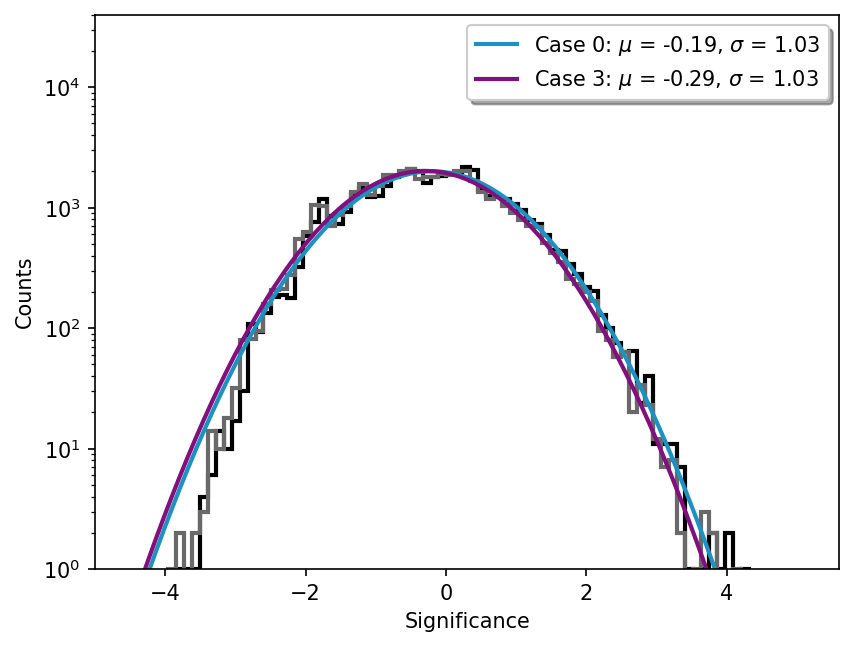 Case 0: μ = -0.19, σ = 1.03
Case 3: μ = -0.29, σ = 1.03
Counts
10⁴
10³
10²
10¹
10⁰
−4 −2 0 2 4
Significance